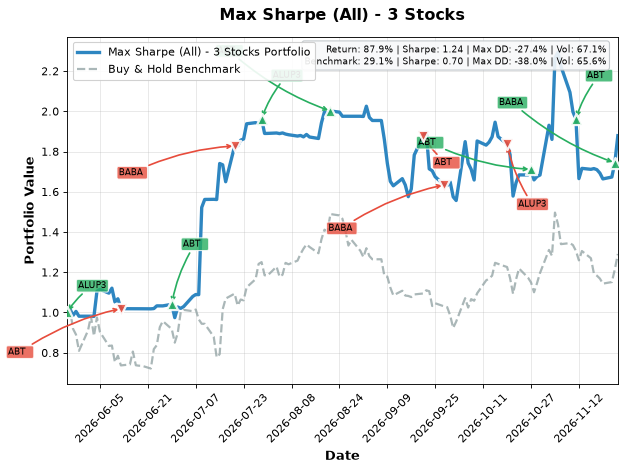 Max Sharpe (All) - 3 Stocks
Max Sharpe (All) - 3 Stocks Portfolio
Buy & Hold Benchmark
Return: 87.9% | Sharpe: 1.24 | Max DD: -27.4% | Vol: 67.1%
Benchmark: 29.1% | Sharpe: 0.70 | Max DD: -38.0% | Vol: 65.6%
ALUP3
ABT
BABA
ABT
BABA
ABT
BABA
ALUP3
ABT
ALUP3
BABA
ABT
Portfolio Value
2.2
2.0
1.8
1.6
1.4
1.2
1.0
0.8
2026-06-05
2026-06-21
2026-07-07
2026-07-23
2026-08-08
2026-08-24
2026-09-09
2026-09-25
2026-10-11
2026-10-27
2026-11-12
Date